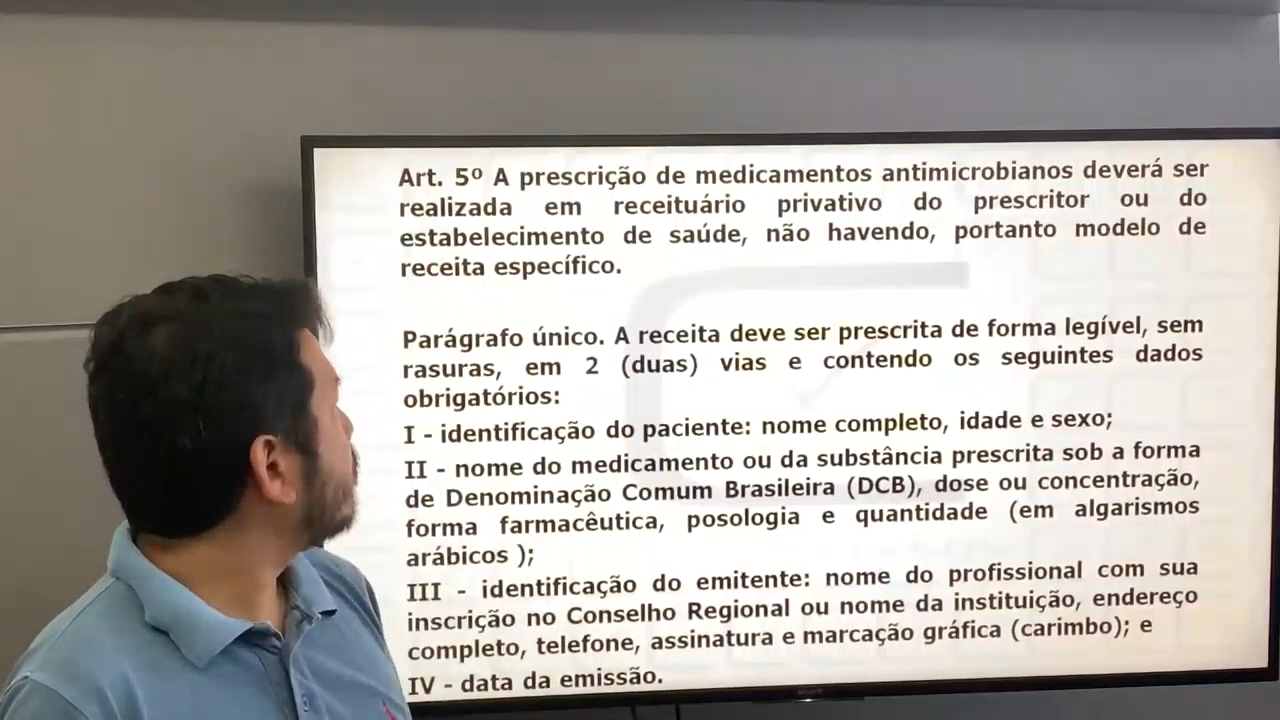 Art. 5º A prescrição de medicamentos antimicrobianos deverá ser
realizada em receituário privativo do prescritor ou do
estabelecimento de saúde, não havendo, portanto modelo de
receita específico.
Parágrafo único. A receita deve ser prescrita de forma legível, sem
rasuras, em 2 (duas) vias e contendo os seguintes dados
obrigatórios:
I - identificação do paciente: nome completo, idade e sexo;
II - nome do medicamento ou da substância prescrita sob a forma
de Denominação Comum Brasileira (DCB), dose ou concentração,
forma farmacêutica, posologia e quantidade (em algarismos
arábicos );
III - identificação do emitente: nome do profissional com sua
inscrição no Conselho Regional ou nome da instituição, endereço
completo, telefone, assinatura e marcação gráfica (carimbo); e
IV - data da emissão.
SONY